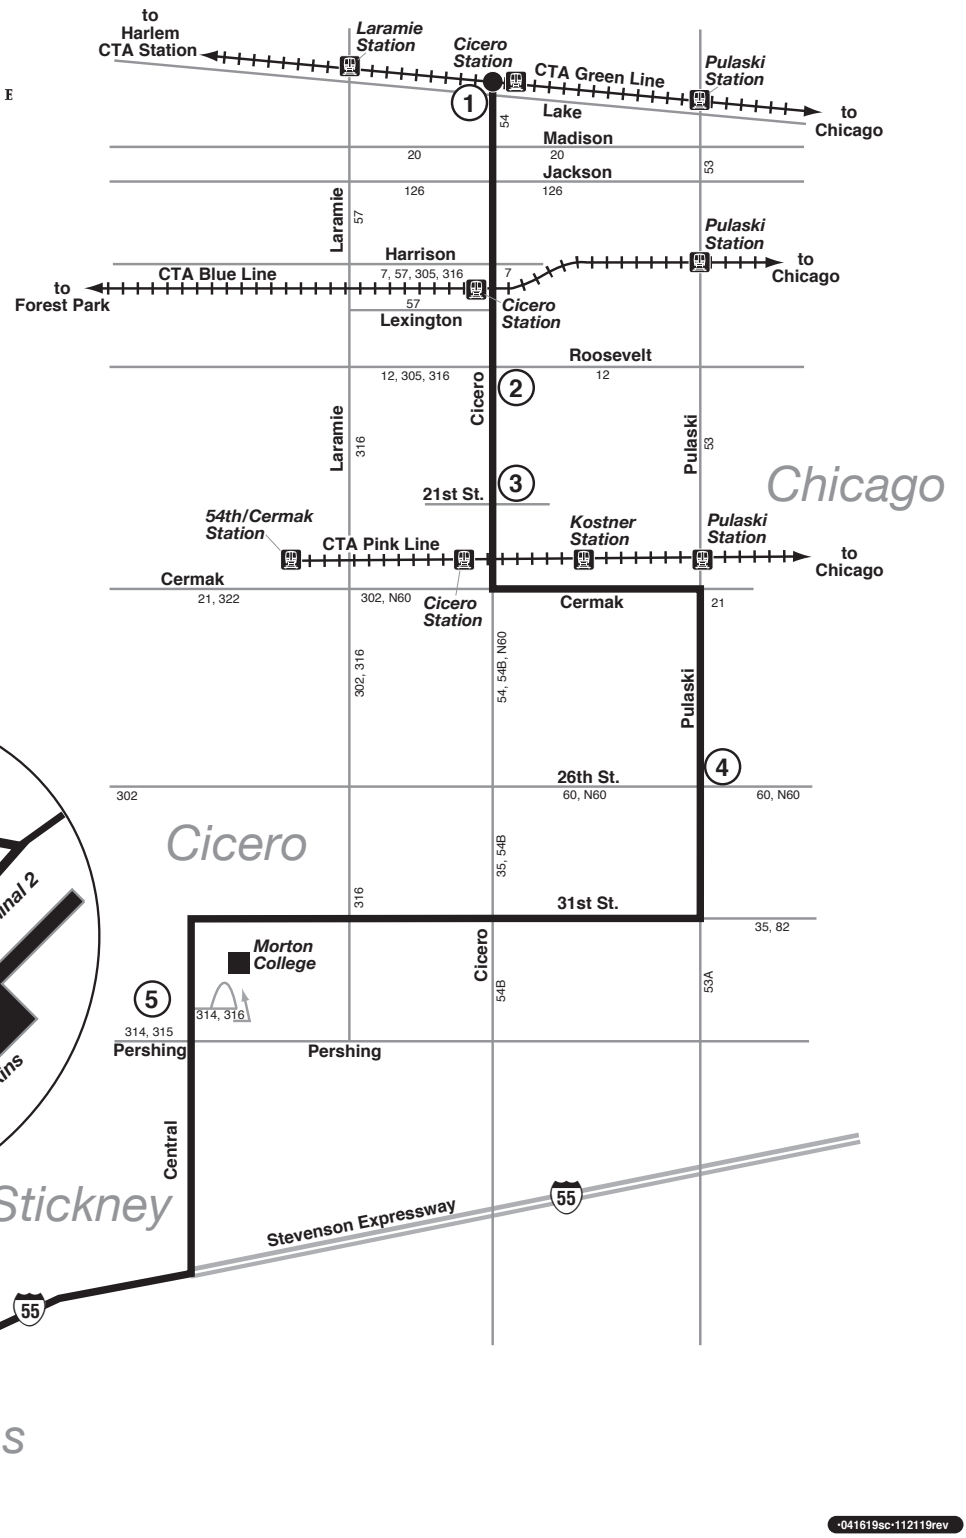 to
Harlem
CTA Station
Laramie
Station
Cicero
Station
CTA Green Line
Pulaski
Station
E
1
54
Lake
to
Chicago
Madison
20
20
53
Jackson
126
126
Laramie
57
Pulaski
Station
Harrison
CTA Blue Line
7, 57, 305, 316
7
to
Chicago
to
Forest Park
57
Cicero
Station
Lexington
Roosevelt
12, 305, 316
12
Cicero
2
Laramie
316
Pulaski
53
Chicago
21st St.
3
54th/Cermak
Station
CTA Pink Line
Kostner
Station
Pulaski
Station
to
Chicago
Cermak
21, 322
302, N60
Cicero
Station
Cermak
21
302, 316
54, 54B, N60
Pulaski
4
26th St.
302
60, N60
60, N60
Cicero
35, 54B
inal 2
316
31st St.
35, 82
Morton
College
Cicero
54B
53A
5
314, 316
314, 315
Pershing
Pershing
Central
Stickney
55
Stevenson Expressway
55
s
•041619sc•112119rev